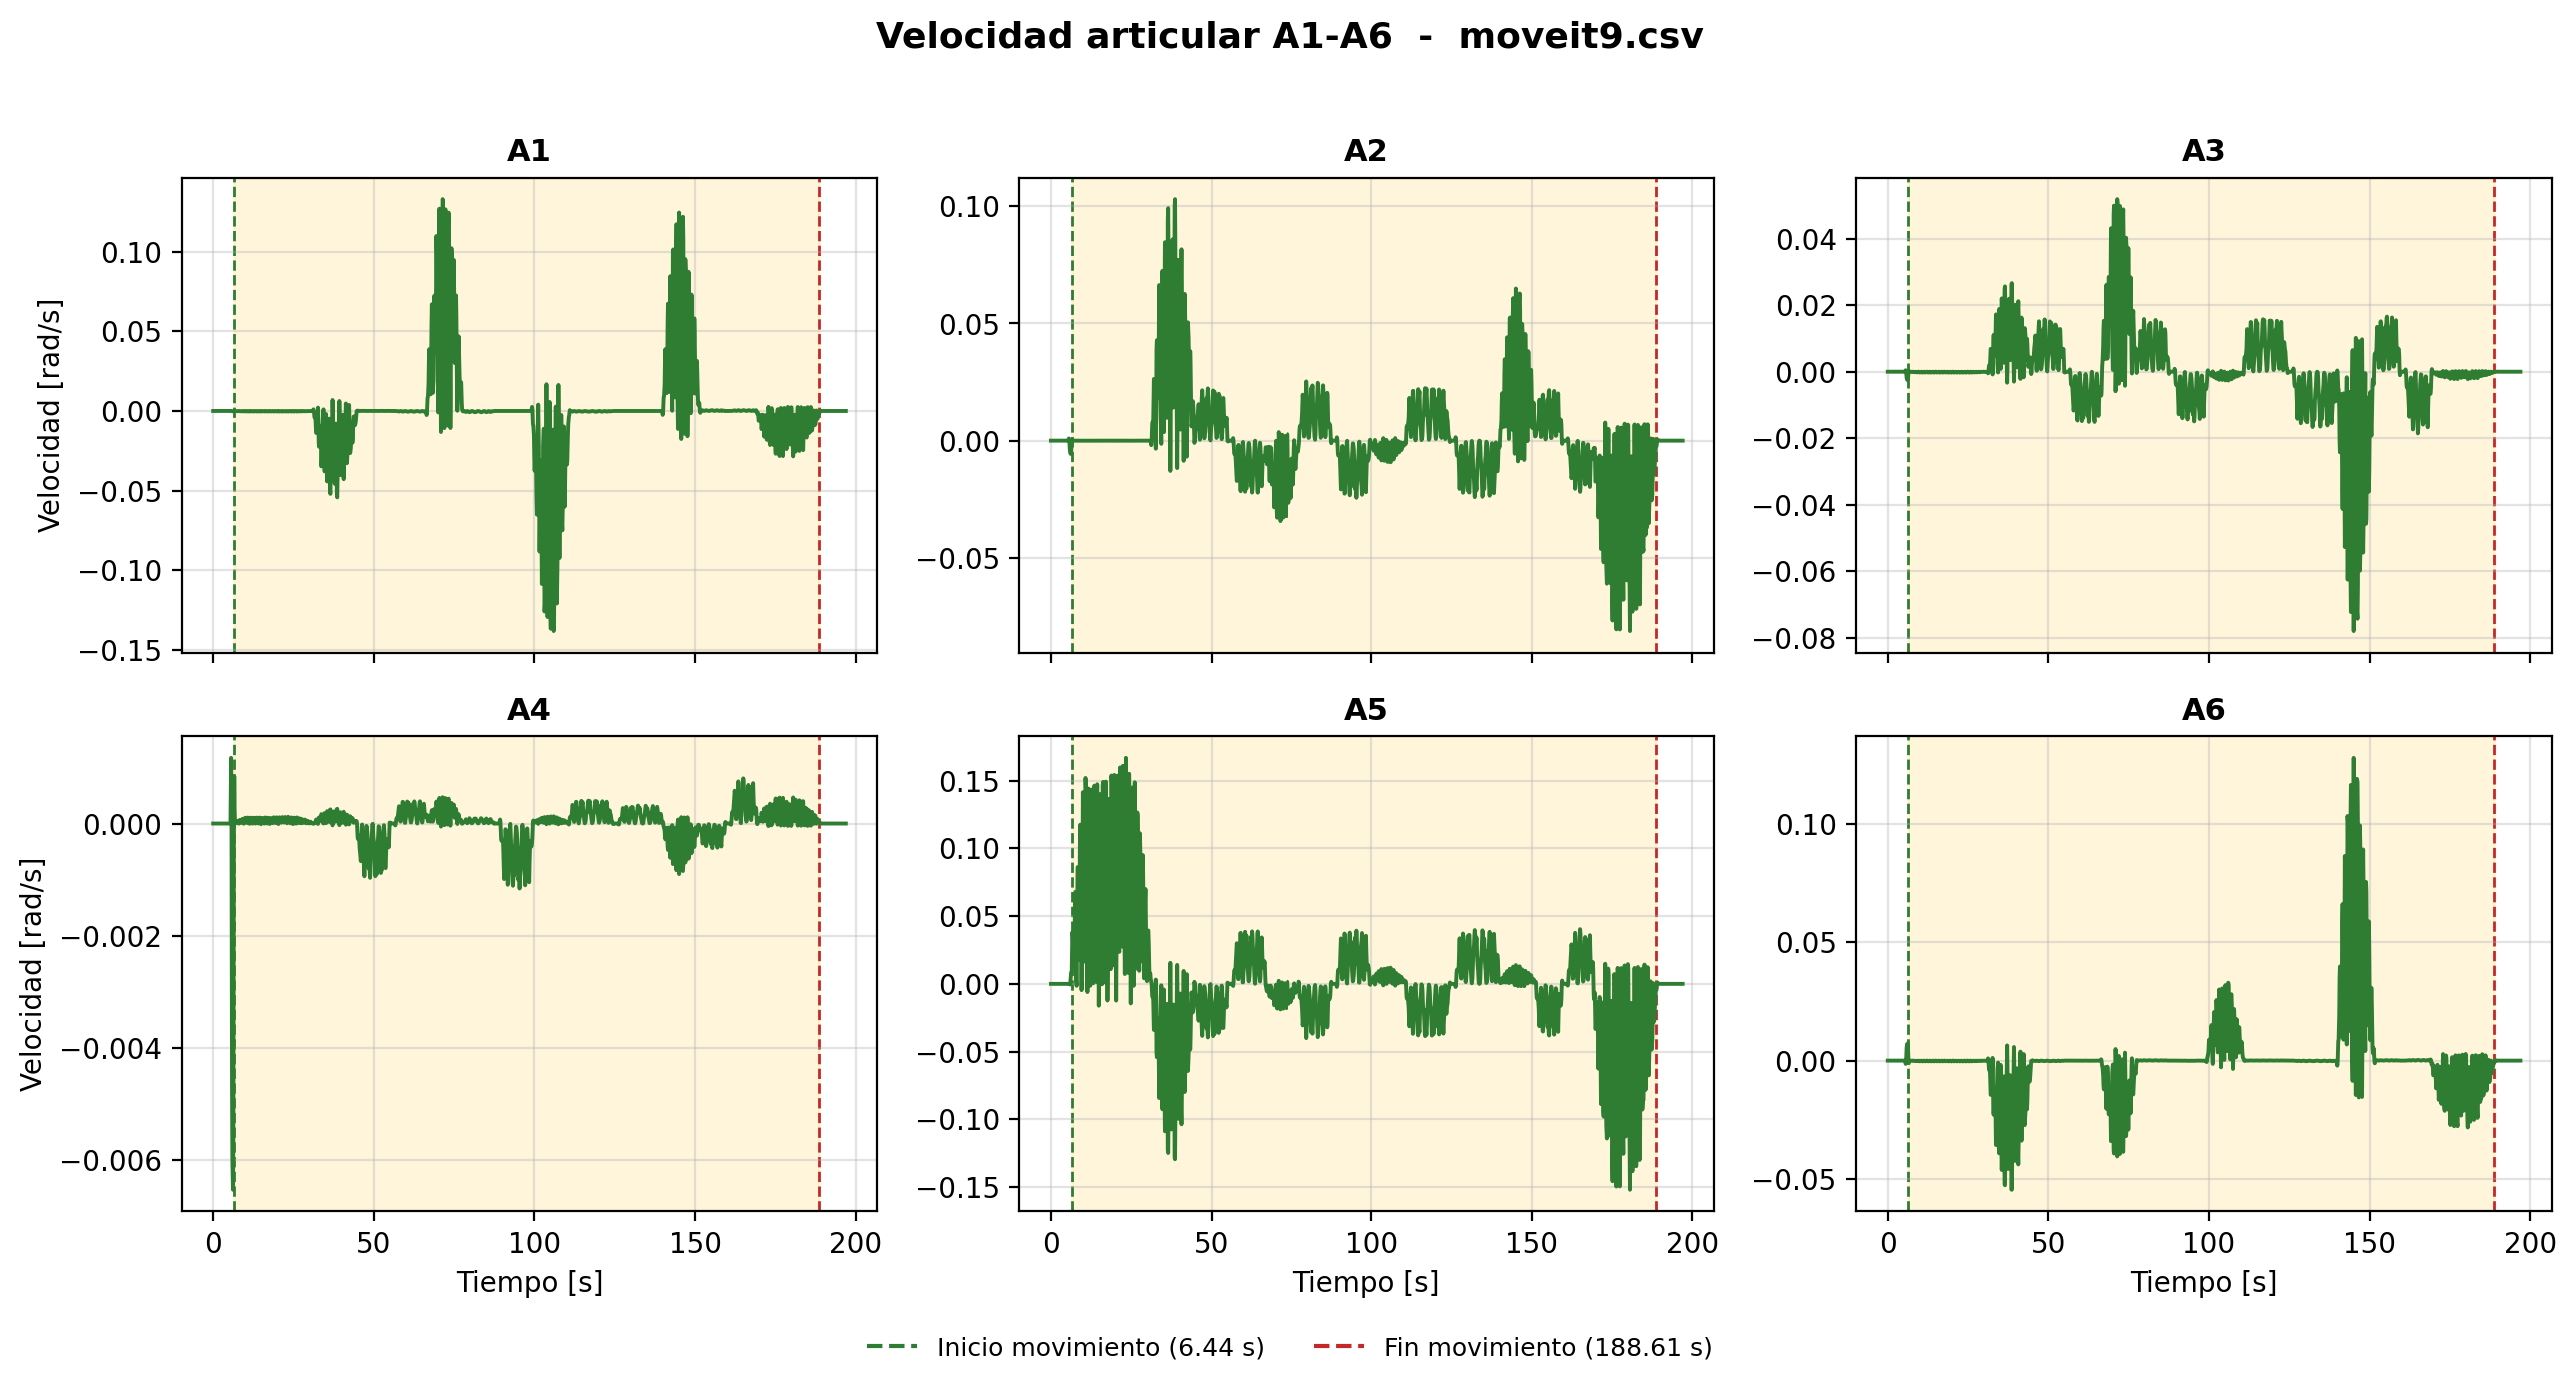 Velocidad articular A1-A6  -  moveit9.csv
A1
A2
A3
Velocidad [rad/s]
0.10
0.05
0.00
−0.05
−0.10
−0.15
0.10
0.05
0.00
−0.05
0.04
0.02
0.00
−0.02
−0.04
−0.06
−0.08
A4
A5
A6
Velocidad [rad/s]
0.000
−0.002
−0.004
−0.006
0.15
0.10
0.05
0.00
−0.05
−0.10
−0.15
0.10
0.05
0.00
−0.05
0 50 100 150 200
0 50 100 150 200
0 50 100 150 200
Tiempo [s]
Tiempo [s]
Tiempo [s]
Inicio movimiento (6.44 s)
Fin movimiento (188.61 s)